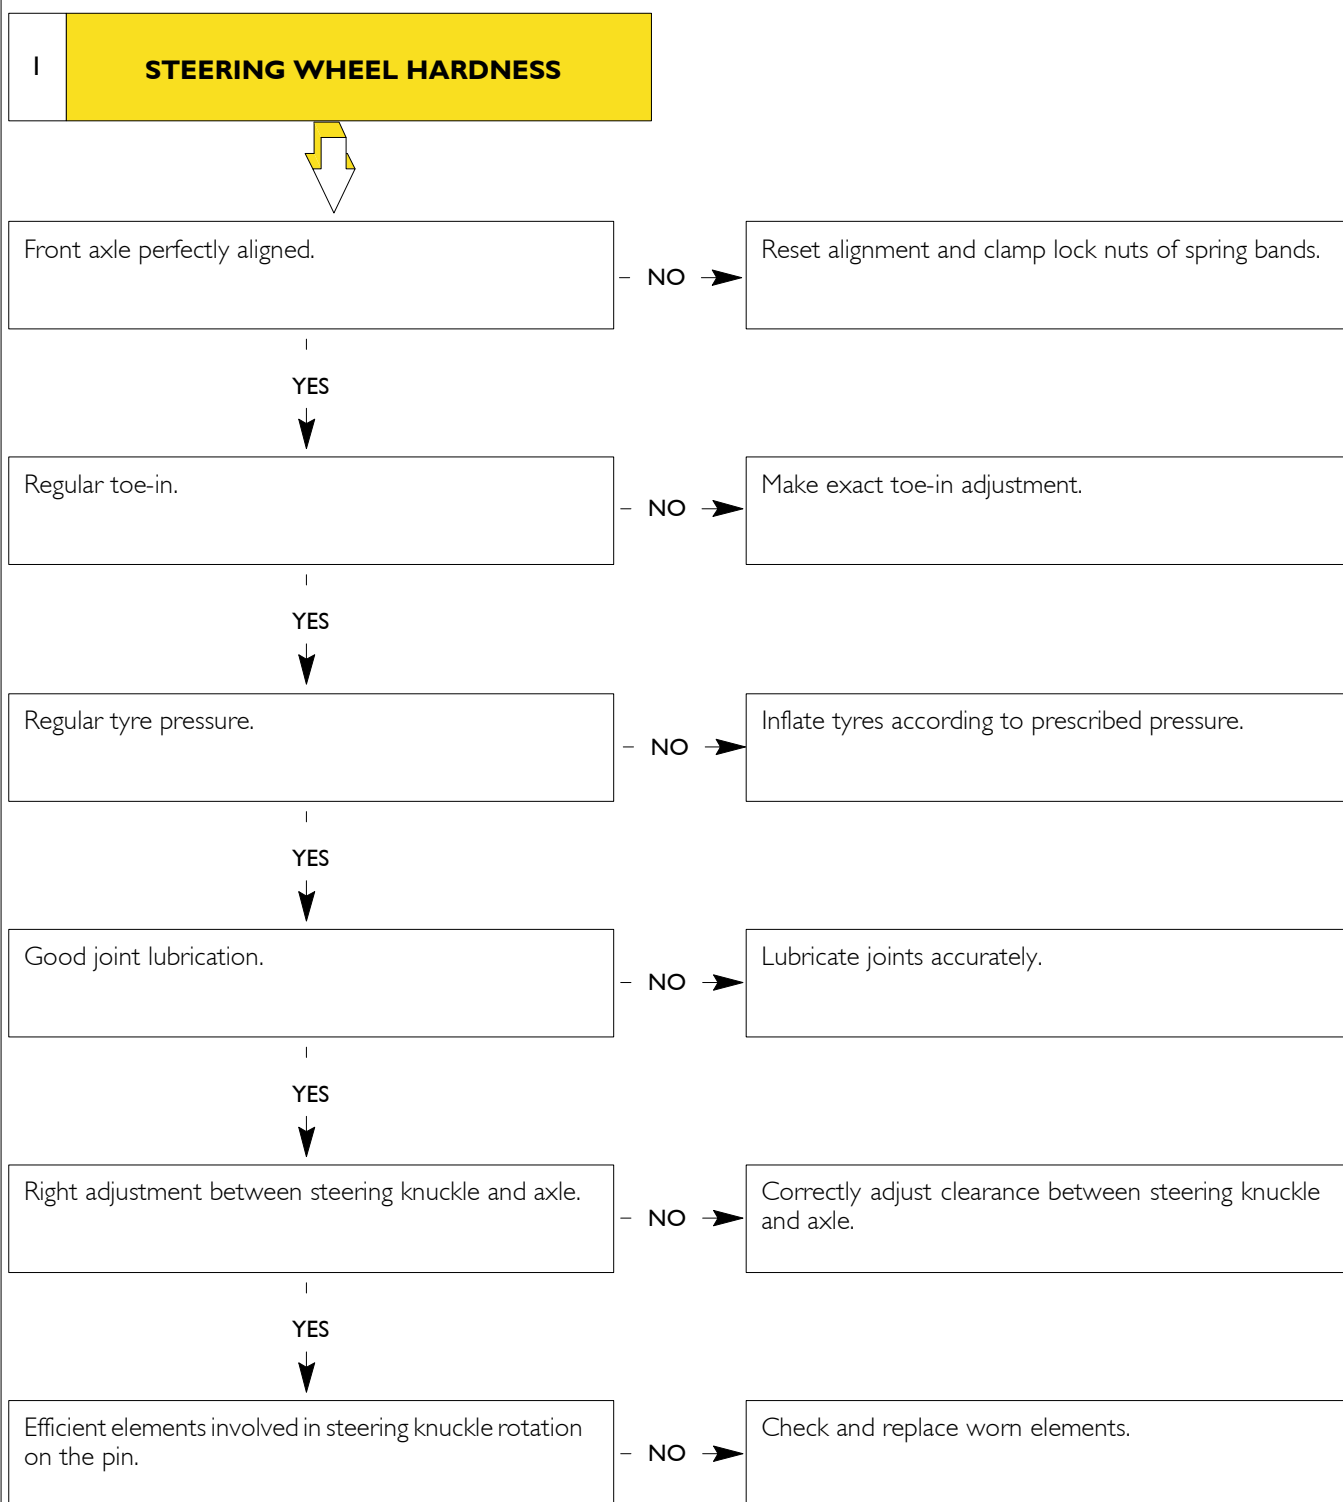 1
STEERING WHEEL HARDNESS
Front axle perfectly aligned.
NO
Reset alignment and clamp lock nuts of spring bands.
YES
Regular toe-in.
NO
Make exact toe-in adjustment.
YES
Regular tyre pressure.
NO
Inflate tyres according to prescribed pressure.
YES
Good joint lubrication.
NO
Lubricate joints accurately.
YES
Right adjustment between steering knuckle and axle.
NO
Correctly adjust clearance between steering knuckle
and axle.
YES
Efficient elements involved in steering knuckle rotation
on the pin.
NO
Check and replace worn elements.